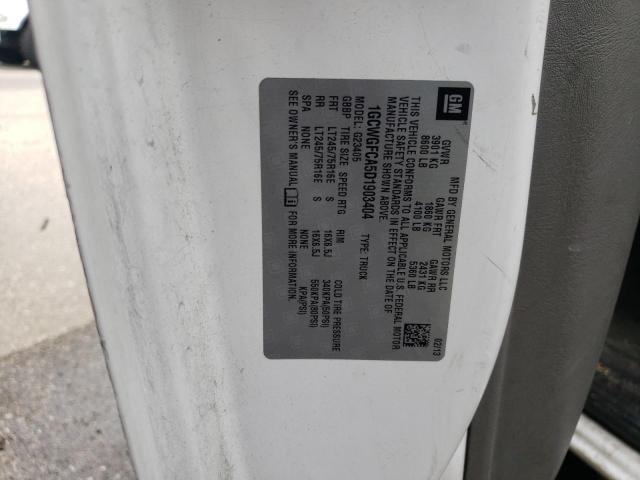 GM
MFD BY GENERAL MOTORS LLC
02/13
GVWR GAWR FRT GAWR RR
3901 KG 1860 KG 2431 KG
8600 LB 4100 LB 5360 LB
THIS VEHICLE CONFORMS TO ALL APPLICABLE U.S. FEDERAL MOTOR
VEHICLE SAFETY STANDARDS IN EFFECT ON THE DATE OF
MANUFACTURE SHOWN ABOVE.
1GCWGFCA5D1903404 TYPE: TRUCK
MODEL: G23405
GBBP TIRE SIZE SPEED RTG RIM COLD TIRE PRESSURE
FRT LT245/75R16E S 16X6.5J 340KPA(50PSI)
RR LT245/75R16E S 16X6.5J 550KPA(80PSI)
SPA NONE NONE KPA(PSI)
SEE OWNER'S MANUAL FOR MORE INFORMATION.